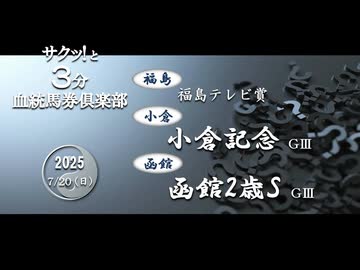 サクッ!と
3分
血統馬券倶楽部
2025
7/20(日)
福島
福島テレビ賞
小倉
小倉記念 GⅢ
函館
函館2歳S GⅢ